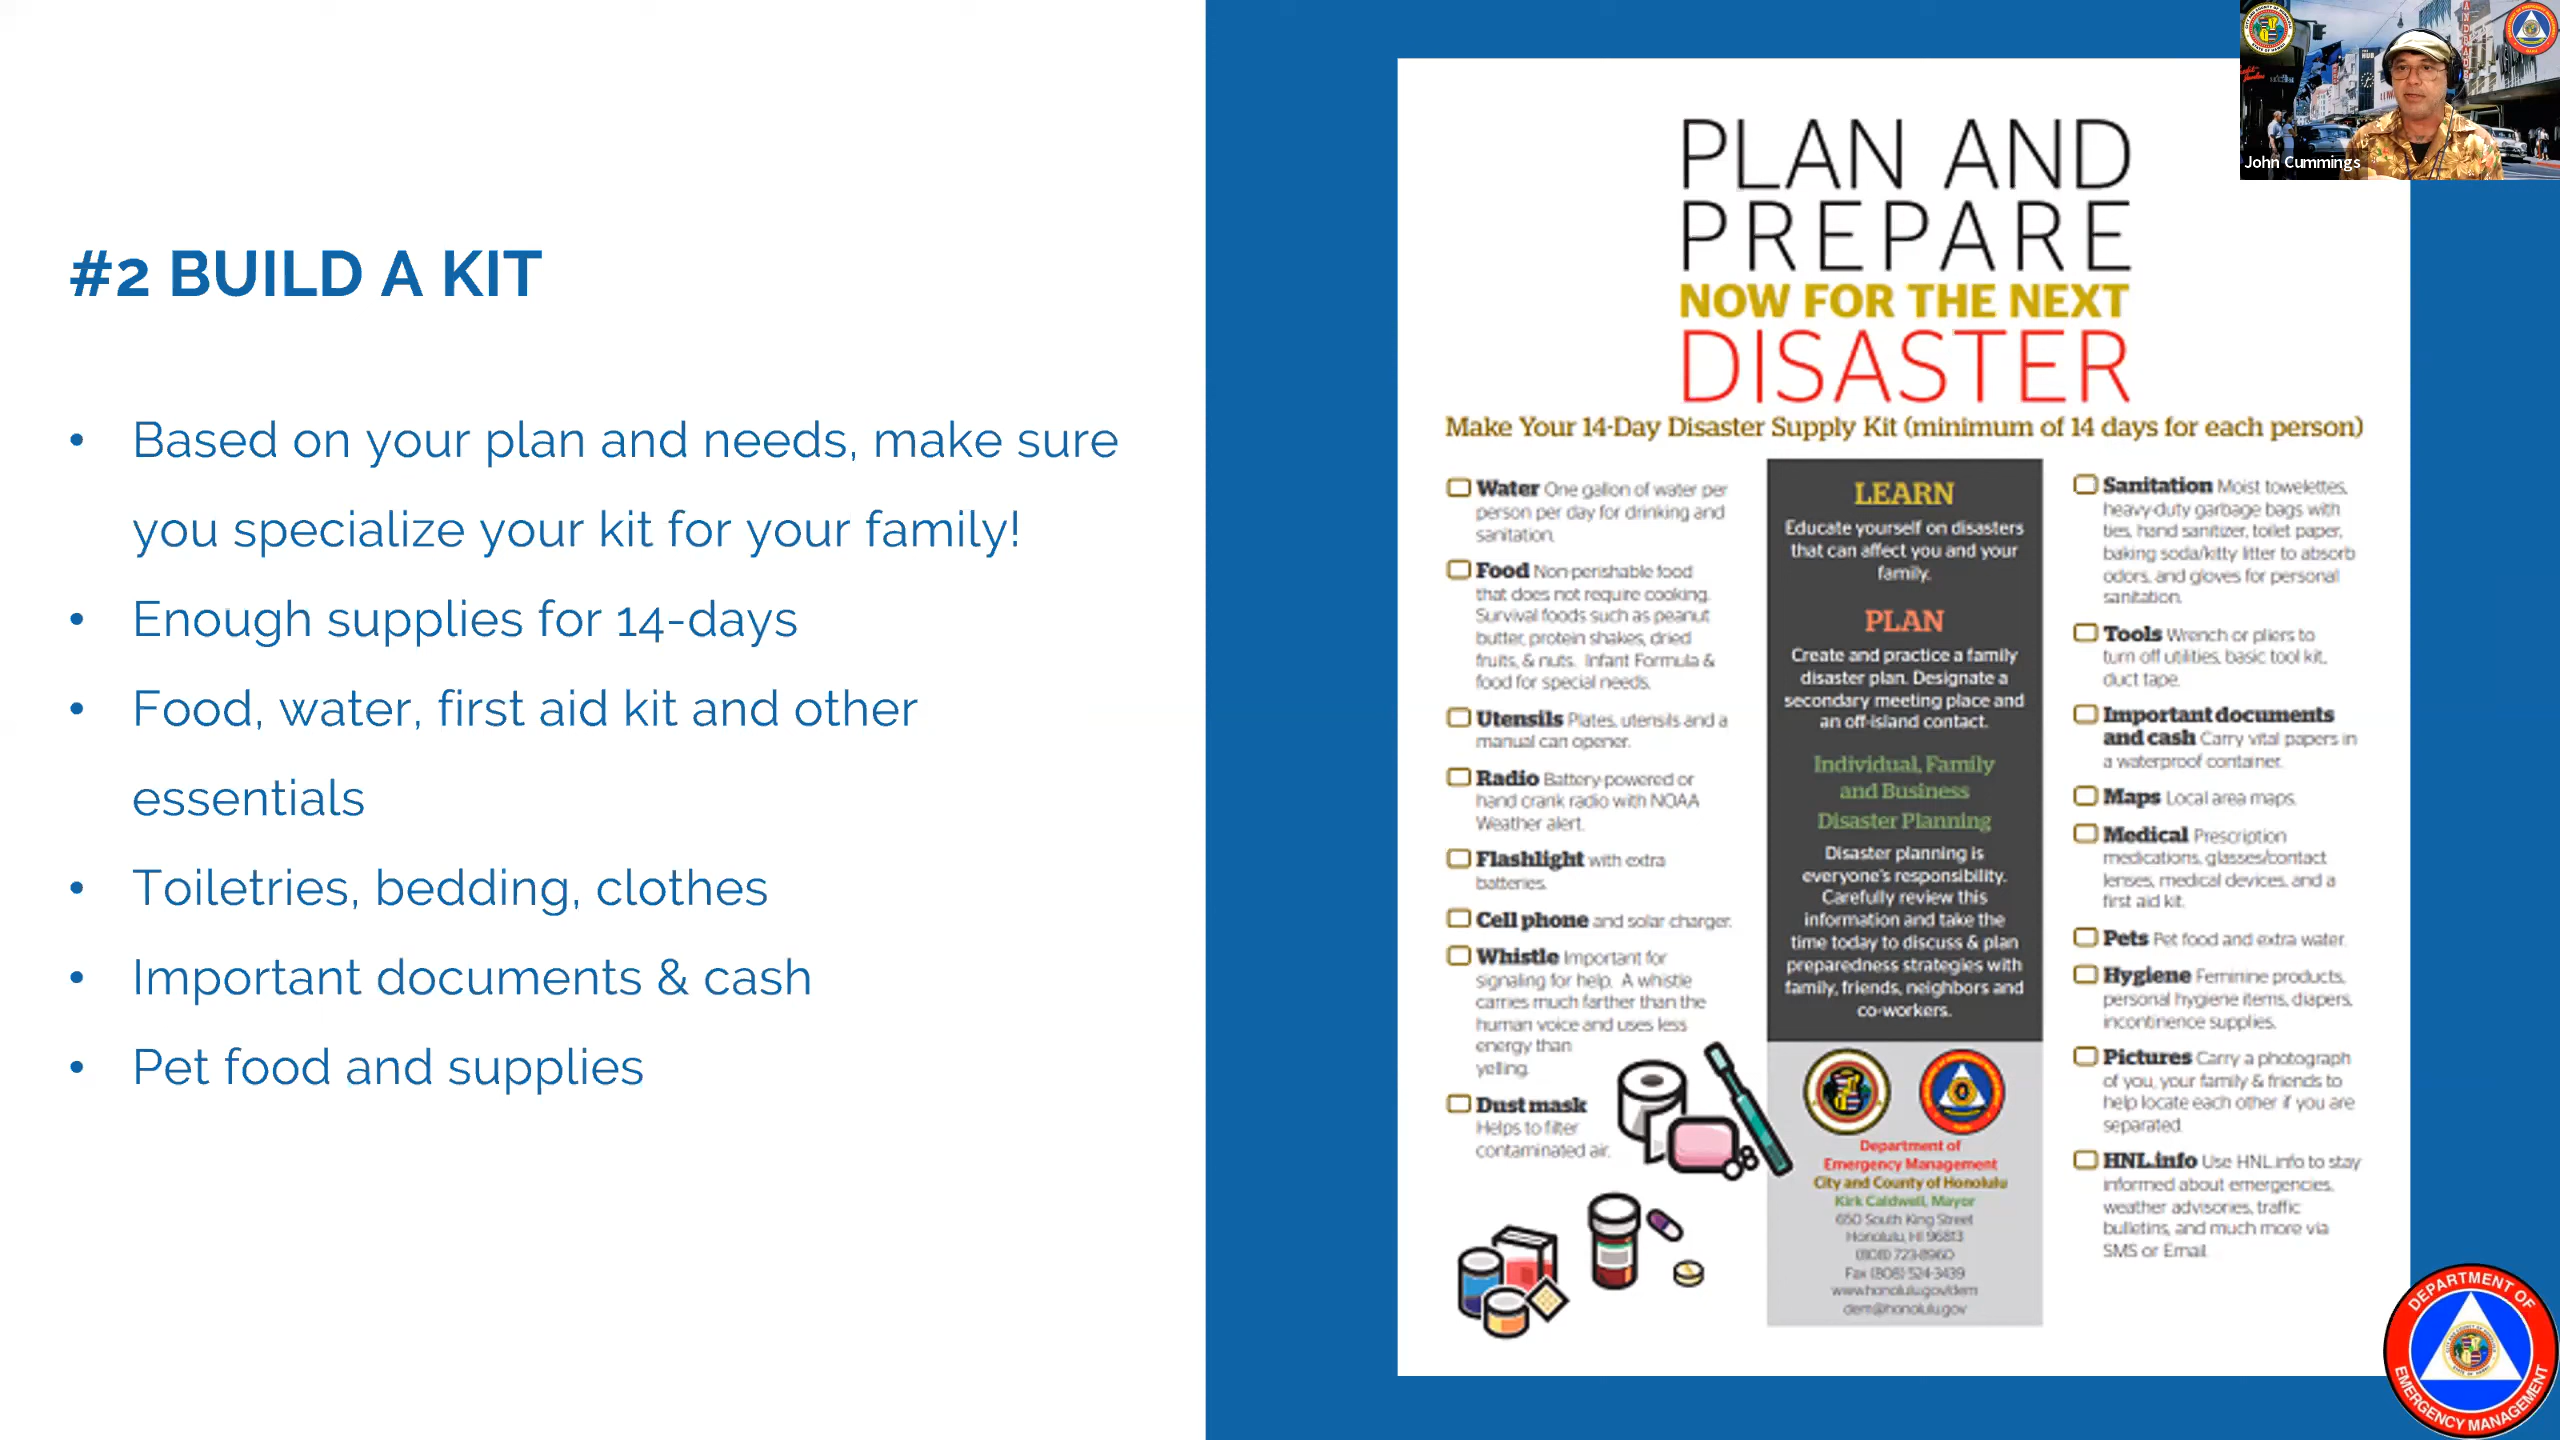 #2 BUILD A KIT
• Based on your plan and needs, make sure
you specialize your kit for your family!
• Enough supplies for 14-days
• Food, water, first aid kit and other
essentials
• Toiletries, bedding, clothes
• Important documents & cash
• Pet food and supplies
PLAN AND
PREPARE
NOW FOR THE NEXT
DISASTER
Make Your 14-Day Disaster Supply Kit (minimum of 14 days for each person)
Water One gallon of water per
person per day for drinking and
sanitation.
Food Non-perishable food
that does not require cooking.
Survival foods such as peanut
butter, protein shakes, dried
fruits, & nuts. Infant Formula &
food for special needs.
Utensils Plates, utensils and a
manual can opener.
Radio Battery-powered or
hand crank radio with NOAA
Weather alert.
Flashlight with extra
batteries.
Cell phone and solar charger.
Whistle Important for
signaling for help. A whistle
carries much farther than the
human voice and uses less
energy than
yelling.
Dust mask
Helps to filter
contaminated air.
LEARN
Educate yourself on disasters
that can affect you and your
family.
PLAN
Create and practice a family
disaster plan. Designate a
secondary meeting place and
an off-island contact.
Individual, Family
and Business
Disaster Planning
Disaster planning is
everyone's responsibility.
Carefully review this
information and take the
time today to discuss & plan
preparedness strategies with
family, friends, neighbors and
co-workers.
Department of
Emergency Management
City and County of Honolulu
Kirk Caldwell, Mayor
650 South King Street
Honolulu, HI 96813
(808) 723-8960
Fax (808) 524-3439
www.honolulu.gov/dem
dem@honolulu.gov
Sanitation Moist towelettes,
heavy-duty garbage bags with
ties, hand sanitizer, toilet paper,
baking soda/kitty litter to absorb
odors, and gloves for personal
sanitation.
Tools Wrench or pliers to
turn off utilities, basic tool kit,
duct tape.
Important documents
and cash Carry vital papers in
a waterproof container.
Maps Local area maps.
Medical Prescription
medications, glasses/contact
lenses, medical devices, and a
first aid kit.
Pets Pet food and extra water.
Hygiene Feminine products,
personal hygiene items, diapers,
incontinence supplies.
Pictures Carry a photograph
of you, your family & friends to
help locate each other if you are
separated.
HNL.info Use HNL.info to stay
informed about emergencies,
weather advisories, traffic
bulletins, and much more via
SMS or Email.
John Cummings
DEPARTMENT OF
EMERGENCY MANAGEMENT